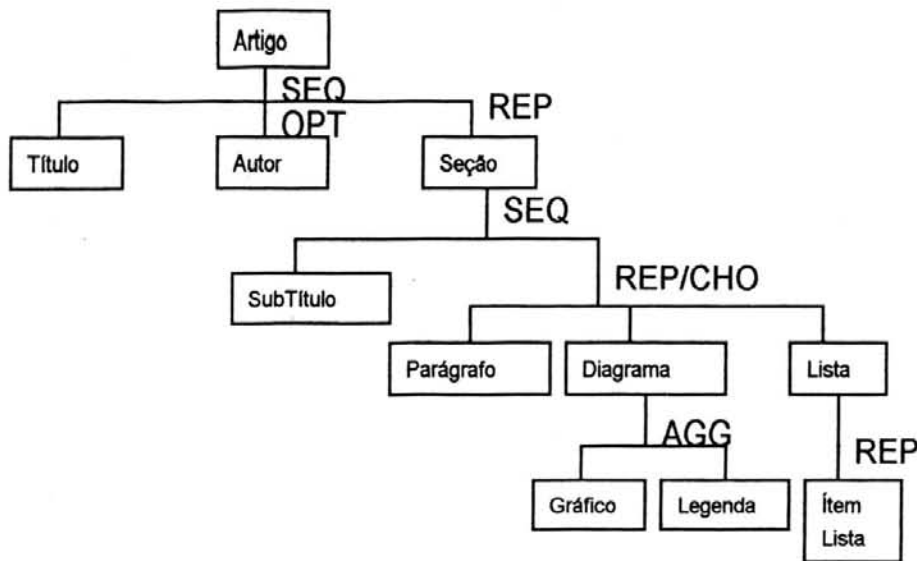 Artigo
SEQ
REP
OPT
Título
Autor
Seção
SEQ
SubTítulo
REP/CHO
Parágrafo
Diagrama
Lista
AGG
REP
Gráfico
Legenda
Ítem
Lista